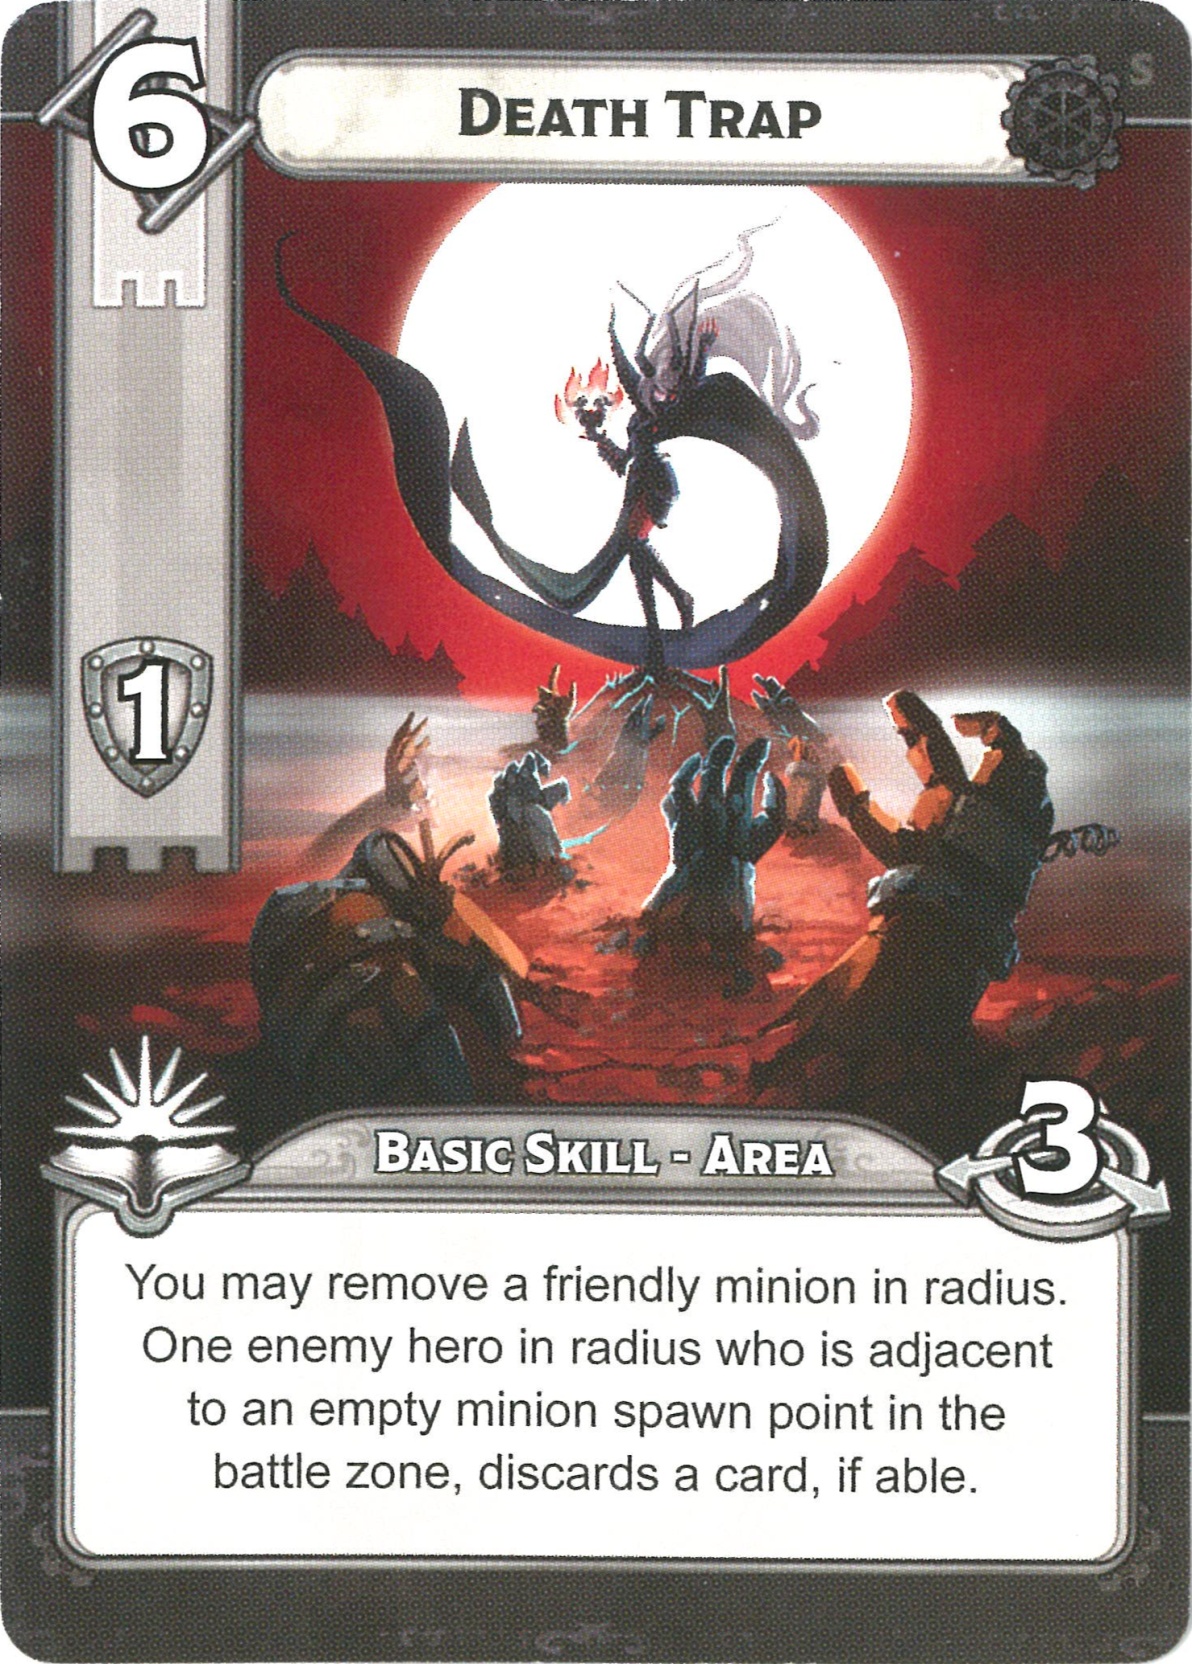 6
DEATH TRAP
S
1
BASIC SKILL - AREA
3
You may remove a friendly minion in radius.
One enemy hero in radius who is adjacent
to an empty minion spawn point in the
battle zone, discards a card, if able.